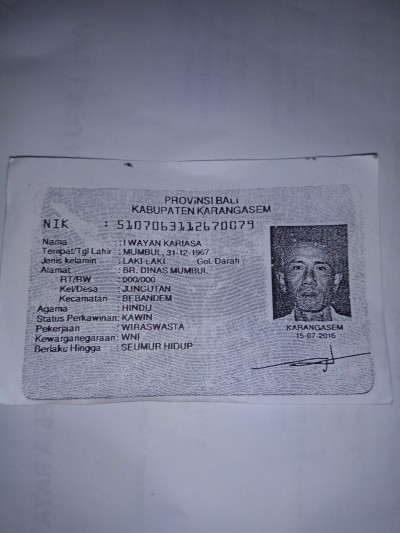 PROVINSI BALI
KABUPATEN KARANGASEM
NIK : 5107063112670079
Nama : I WAYAN KARIASA
Tempat/Tgl Lahir : MUMBUL, 31-12-1967
Jenis kelamin : LAKI-LAKI Gol. Darah :
Alamat : BR. DINAS MUMBUL
RT/RW : 000/000
Kel/Desa : JUNGUTAN
Kecamatan : BEBANDEM
Agama : HINDU
Status Perkawinan: KAWIN
Pekerjaan : WIRASWASTA
Kewarganegaraan: WNI
Berlaku Hingga : SEUMUR HIDUP
KARANGASEM
15-07-2016